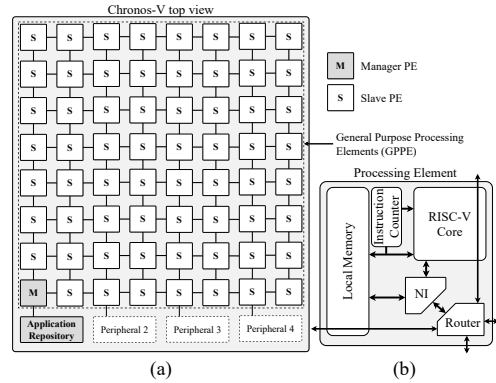 Chronos-V top view
S S S S S S S S
S S S S S S S S
S S S S S S S S
S S S S S S S S
S S S S S S S S
S S S S S S S S
S S S S S S S S
M S S S S S S S
Application
Repository
Peripheral 2
Peripheral 3
Peripheral 4
(a)
M
Manager PE
S
Slave PE
General Purpose Processing
Elements (GPPE)
Processing Element
Local Memory
Instruction
Counter
RISC-V
Core
NI
Router
(b)